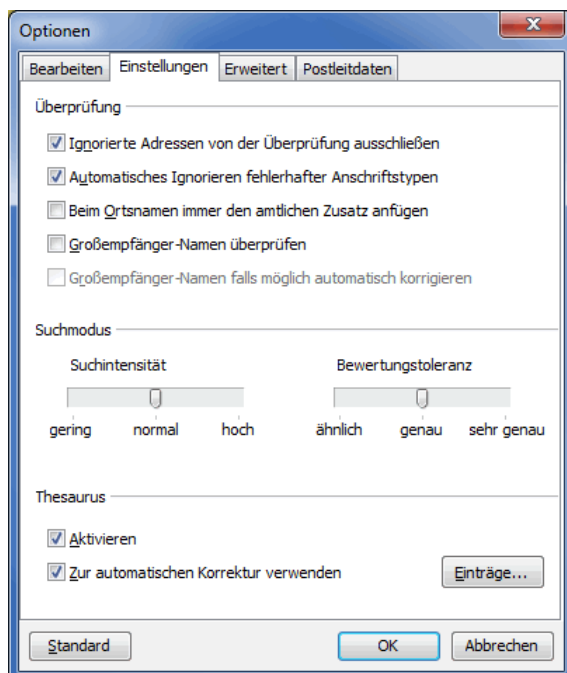 Optionen
Bearbeiten Einstellungen Erweitert Postleitdaten
Überprüfung
Ignorierte Adressen von der Überprüfung ausschließen
Automatisches Ignorieren fehlerhafter Anschriftstypen
Beim Ortsnamen immer den amtlichen Zusatz anfügen
Großempfänger-Namen überprüfen
Großempfänger-Namen falls möglich automatisch korrigieren
Suchmodus
Suchintensität Bewertungstoleranz
gering normal hoch ähnlich genau sehr genau
Thesaurus
Aktivieren
Zur automatischen Korrektur verwenden Einträge...
Standard OK Abbrechen